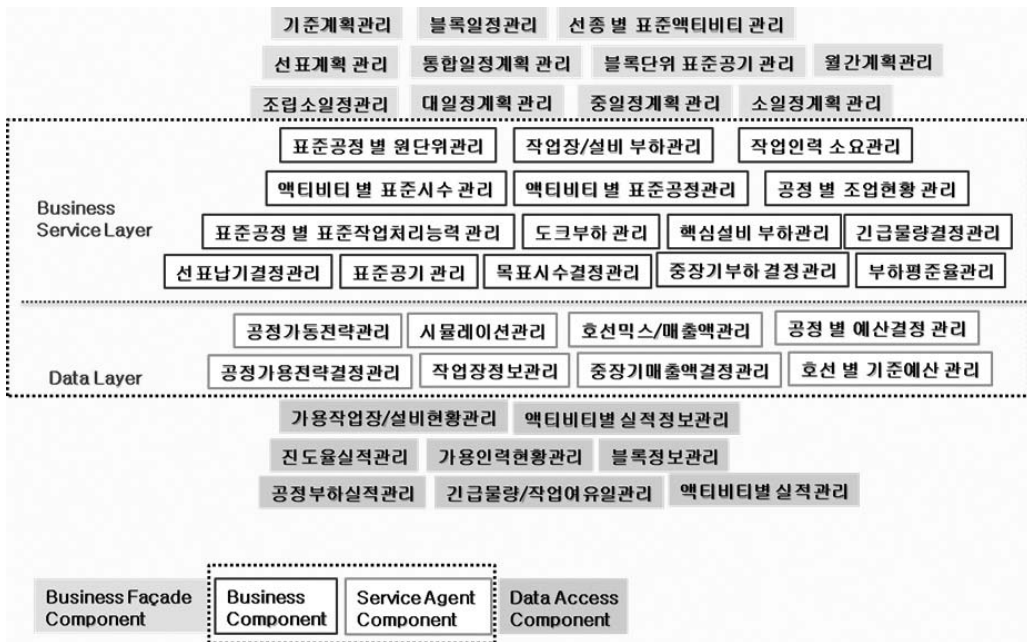 기준계획관리 블록일정관리 선종 별 표준액티비티 관리
선표계획 관리 통합일정계획 관리 블록단위 표준공기 관리 월간계획관리
조립소일정관리 대일정계획 관리 중일정계획 관리 소일정계획 관리
표준공정 별 원단위관리 작업장/설비 부하관리 작업인력 소요관리
액티비티 별 표준시수 관리 액티비티 별 표준공정관리 공정 별 조업현황 관리
Business
Service Layer
표준공정 별 표준작업처리능력 관리 도크부하 관리 핵심설비 부하관리 긴급물량결정관리
선표납기결정관리 표준공기 관리 목표시수결정관리 중장기부하 결정관리 부하평준율관리
공정가동전략관리 시뮬레이션관리 호선믹스/매출액관리 공정 별 예산결정 관리
Data Layer
공정가용전략결정관리 작업장정보관리 중장기매출액결정관리 호선 별 기준예산 관리
가용작업장/설비현황관리 액티비티별 실적정보관리
진도율실적관리 가용인력현황관리 블록정보관리
공정부하실적관리 긴급물량/작업여유일관리 액티비티별 실적관리
Business Façade
Component
Business
Component
Service Agent
Component
Data Access
Component